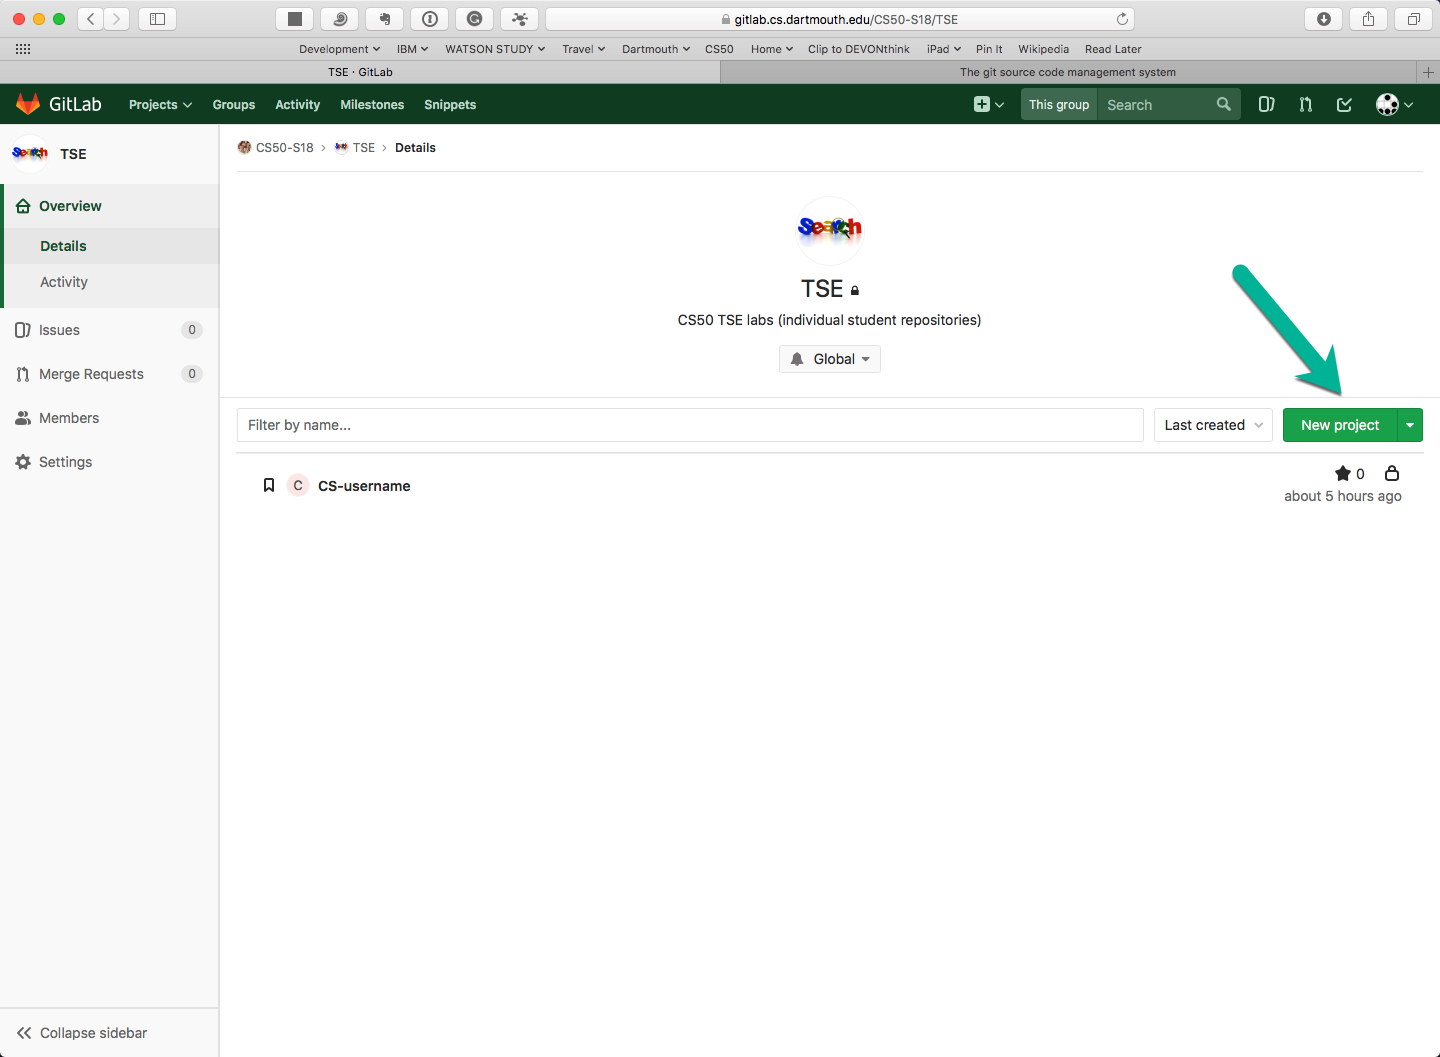 gitlab.cs.dartmouth.edu/CS50-S18/TSE
Development IBM WATSON STUDY Travel Dartmouth CS50 Home Clip to DEVONthink iPad Pin It Wikipedia Read Later
TSE · GitLab
The git source code management system
GitLab Projects Groups Activity Milestones Snippets This group Search
Search TSE
CS50-S18 › TSE › Details
Overview
Details
Activity
Issues 0
Merge Requests 0
Members
Settings
Search
TSE
CS50 TSE labs (individual student repositories)
Global
Filter by name... Last created New project
C CS-username 0
about 5 hours ago
Collapse sidebar